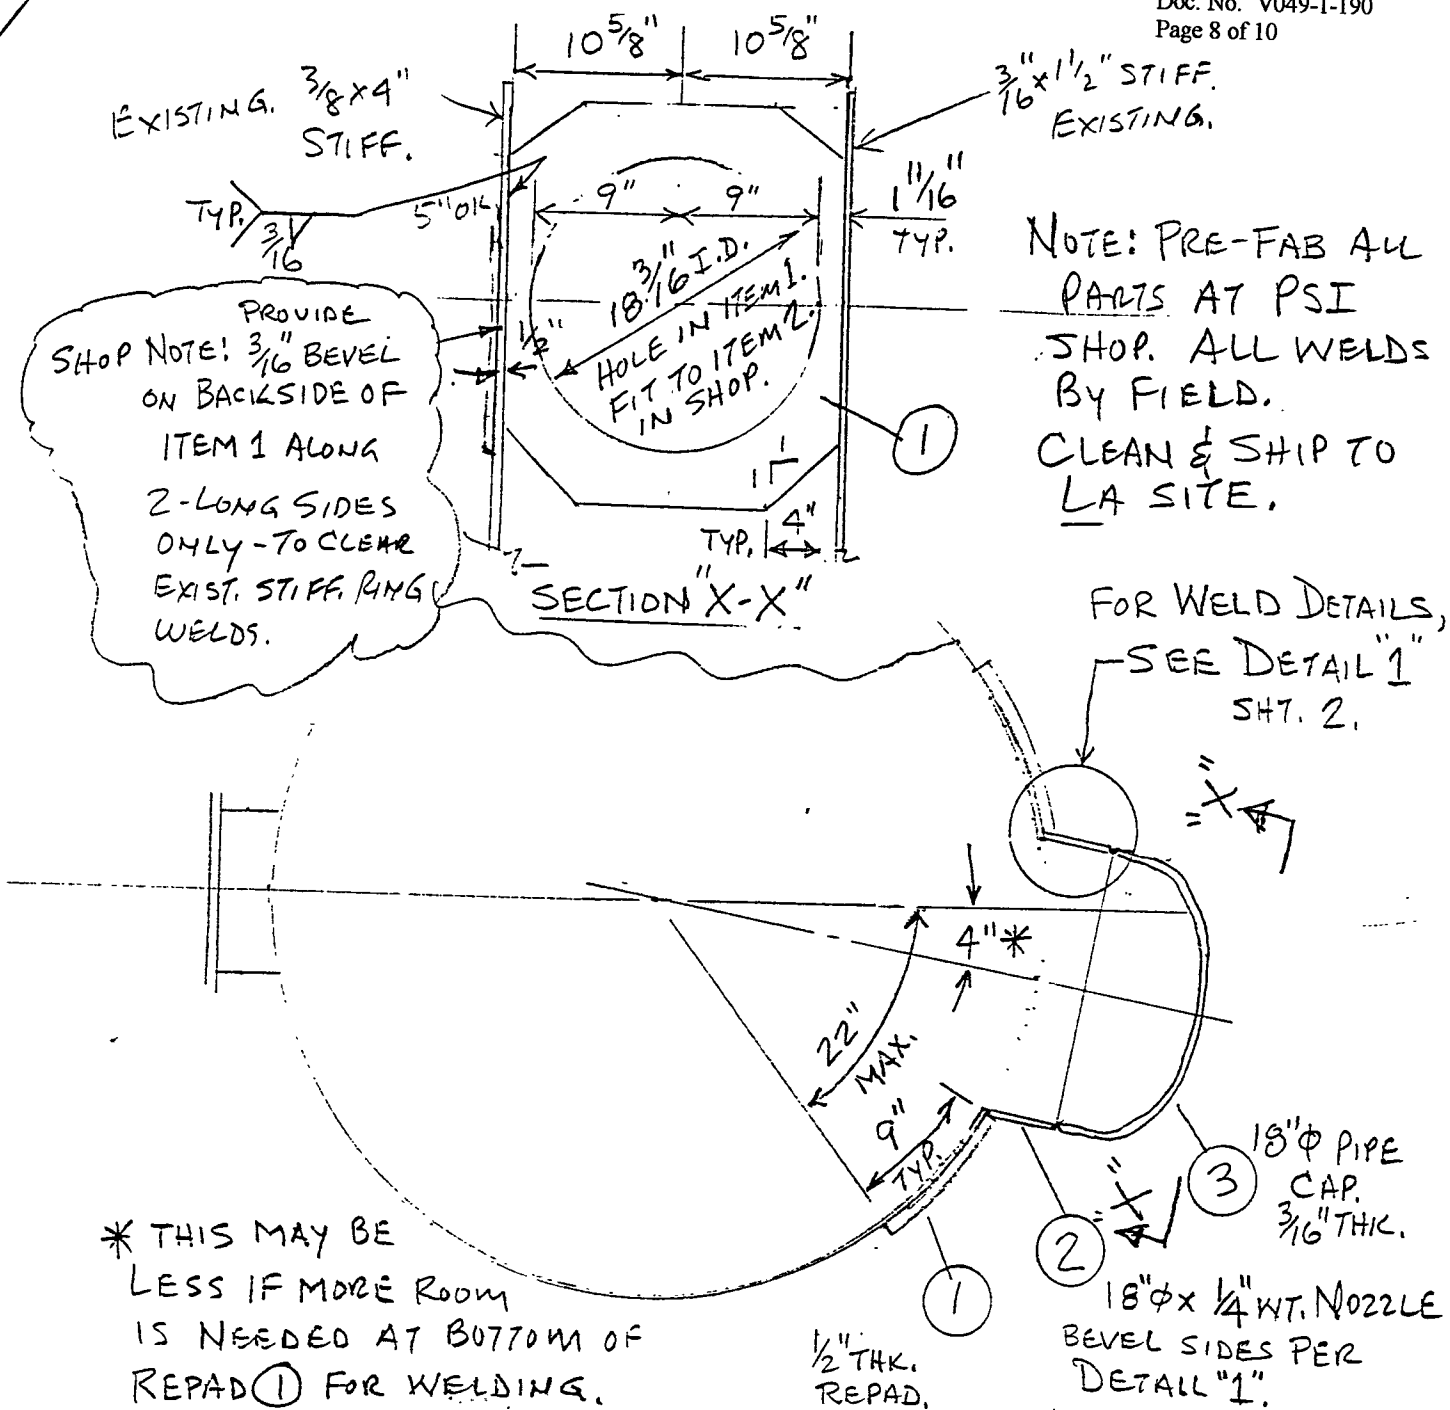 Doc. No. V049-1-190
Page 8 of 10
10 5/8" 10 5/8"
EXISTING. 3/8 x 4"
STIFF.
3/16" x 1 1/2" STIFF.
EXISTING.
TYP.
3/16
5" OK
9" 9"
1 11/16"
TYP.
18 3/16" I.D.
HOLE IN ITEM 1.
FIT TO ITEM 2.
IN SHOP.
1/2"
1
1
1
TYP. 4"
SECTION "X-X"
NOTE: PRE-FAB ALL
PARTS AT PSI
SHOP. ALL WELDS
BY FIELD.
CLEAN & SHIP TO
LA SITE.
PROVIDE
SHOP NOTE! 3/16" BEVEL
ON BACKSIDE OF
ITEM 1 ALONG
2-LONG SIDES
ONLY - TO CLEAR
EXIST. STIFF. RING
WELDS.
FOR WELD DETAILS,
SEE DETAIL "1"
SHT. 2.
"X"
4"*
22"
MAX.
9"
TYP.
"X"
3
18"φ PIPE
CAP.
3/16" THK.
2
18"φ x 1/4" WT. NOZZLE
BEVEL SIDES PER
DETAIL "1".
1
1/2" THK.
REPAD.
* THIS MAY BE
LESS IF MORE ROOM
IS NEEDED AT BOTTOM OF
REPAD 1 FOR WELDING.